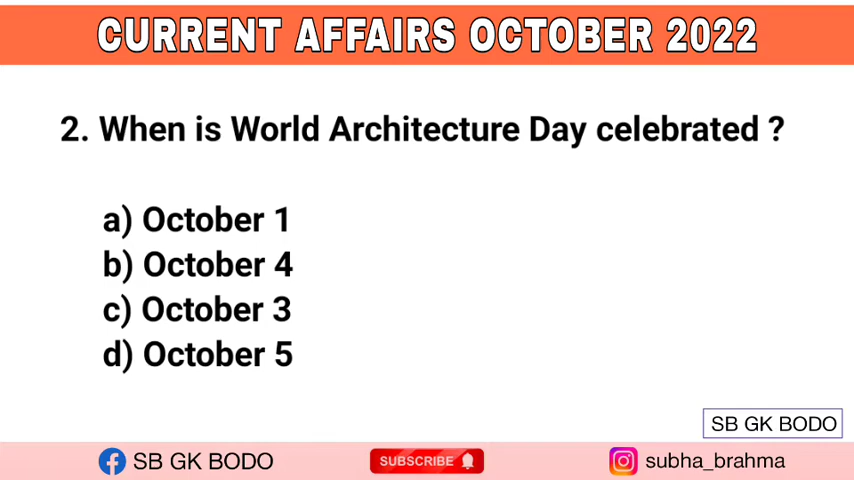 CURRENT AFFAIRS OCTOBER 2022
2. When is World Architecture Day celebrated ?
a) October 1
b) October 4
c) October 3
d) October 5
SB GK BODO
SB GK BODO
SUBSCRIBE
subha_brahma